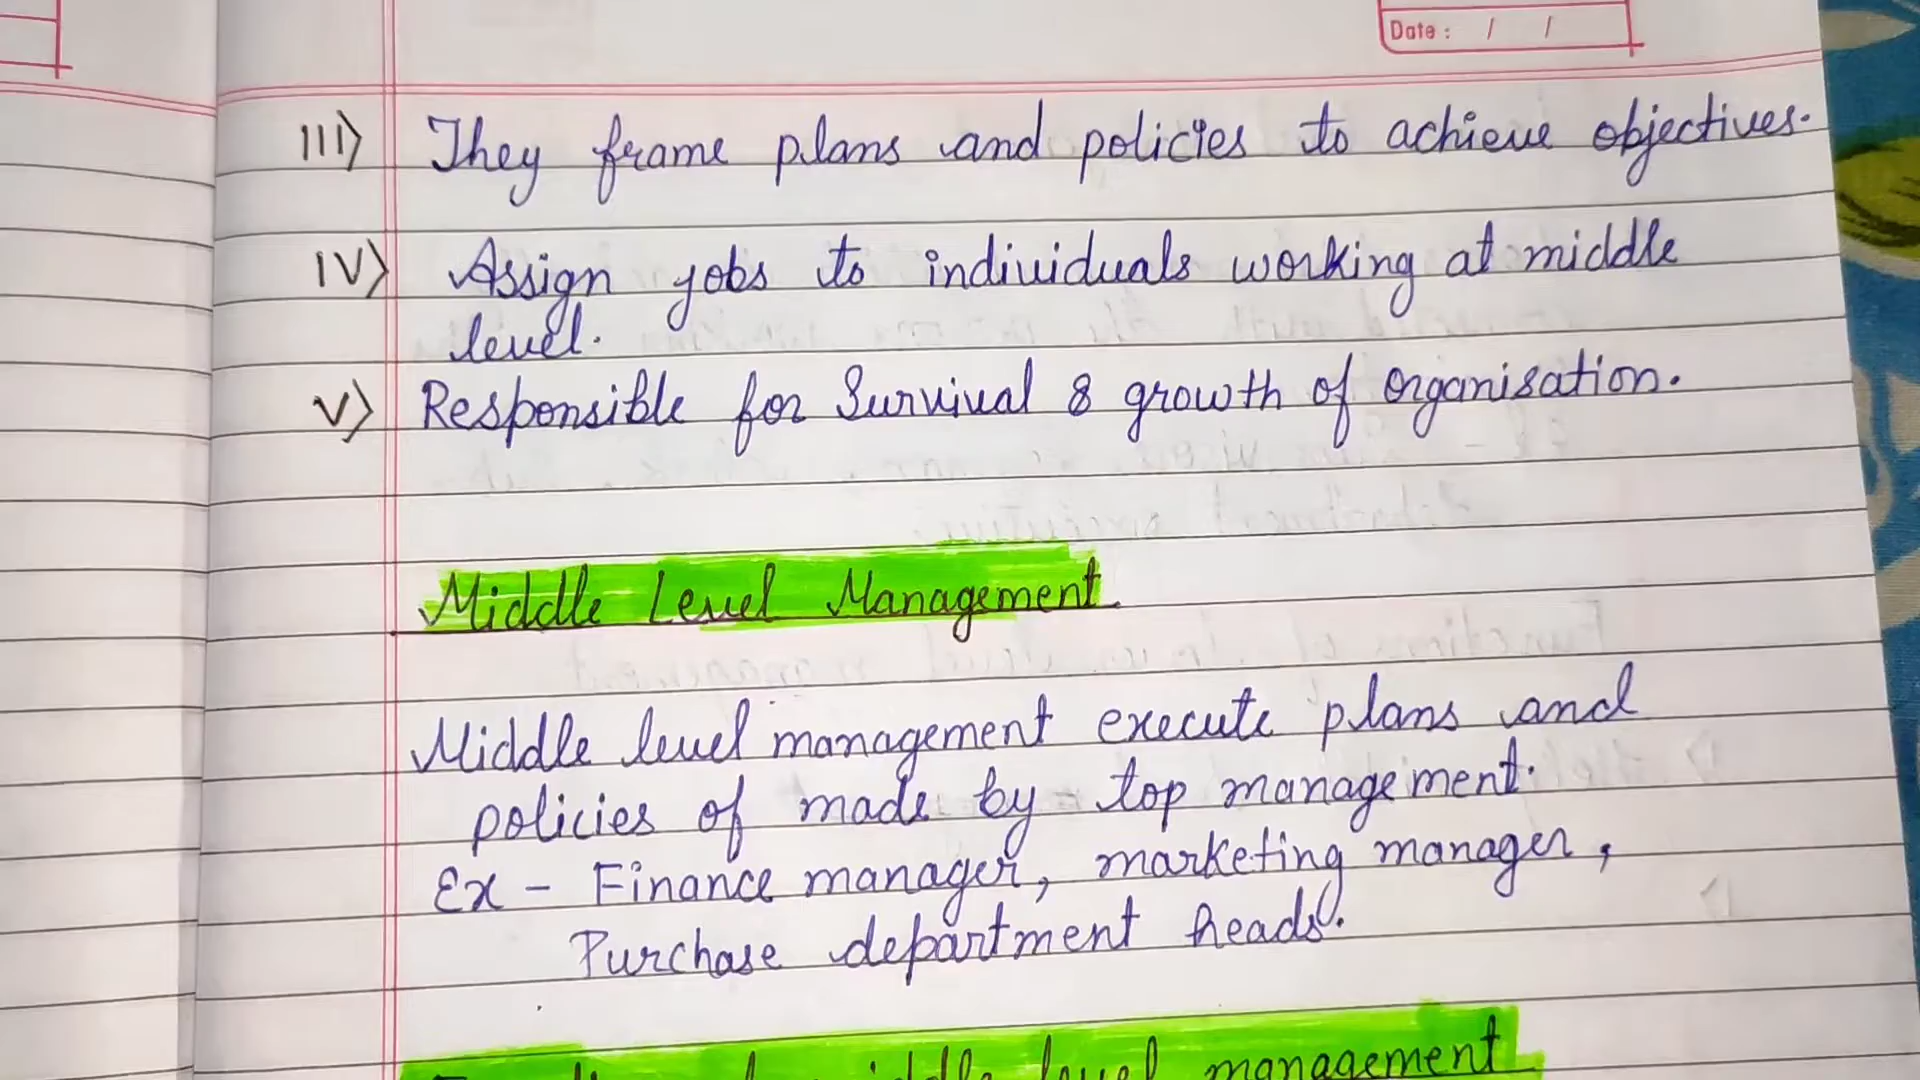 Date : / /
III) They frame plans and policies to achieve objectives.
IV) Assign jobs to individuals working at middle
level.
V) Responsible for Survival & growth of organisation.
Middle Level Management
Middle level management execute plans and
policies of made by top management.
Ex - Finance manager, marketing manager,
Purchase department heads.
middle level management